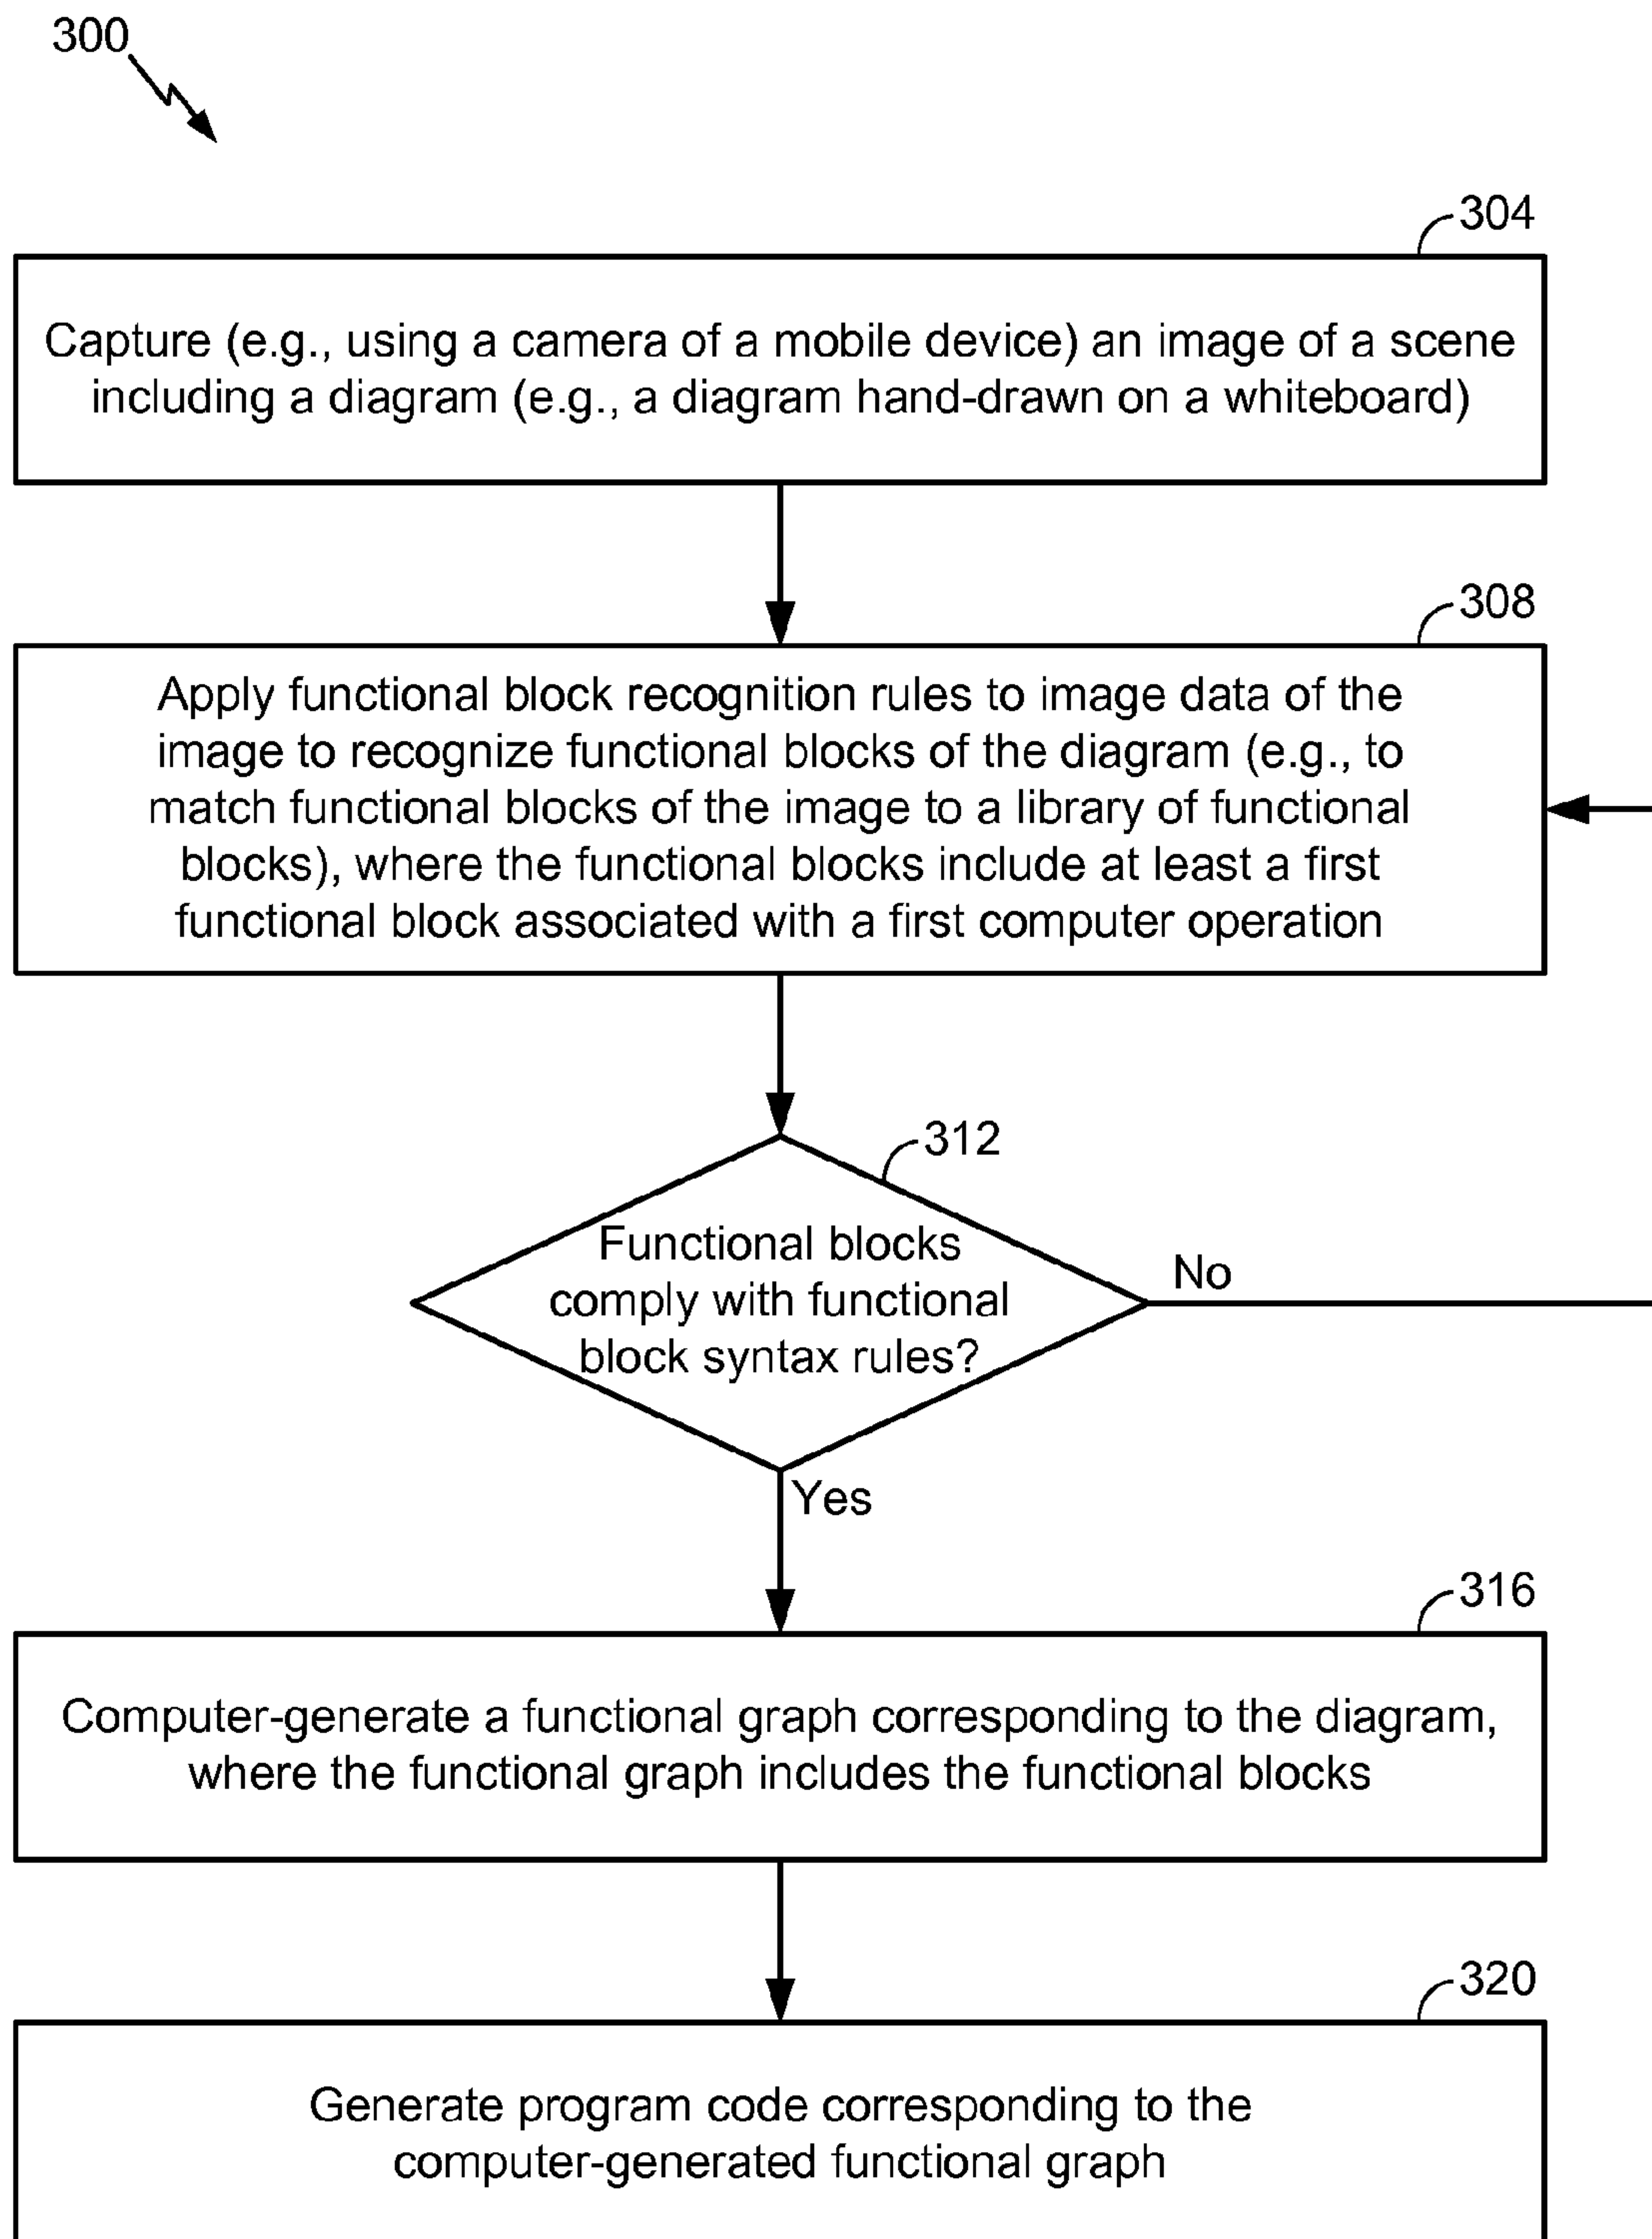 300
304
Capture (e.g., using a camera of a mobile device) an image of a scene
including a diagram (e.g., a diagram hand-drawn on a whiteboard)
308
Apply functional block recognition rules to image data of the
image to recognize functional blocks of the diagram (e.g., to
match functional blocks of the image to a library of functional
blocks), where the functional blocks include at least a first
functional block associated with a first computer operation
312
Functional blocks
comply with functional
block syntax rules?
No
Yes
316
Computer-generate a functional graph corresponding to the diagram,
where the functional graph includes the functional blocks
320
Generate program code corresponding to the
computer-generated functional graph